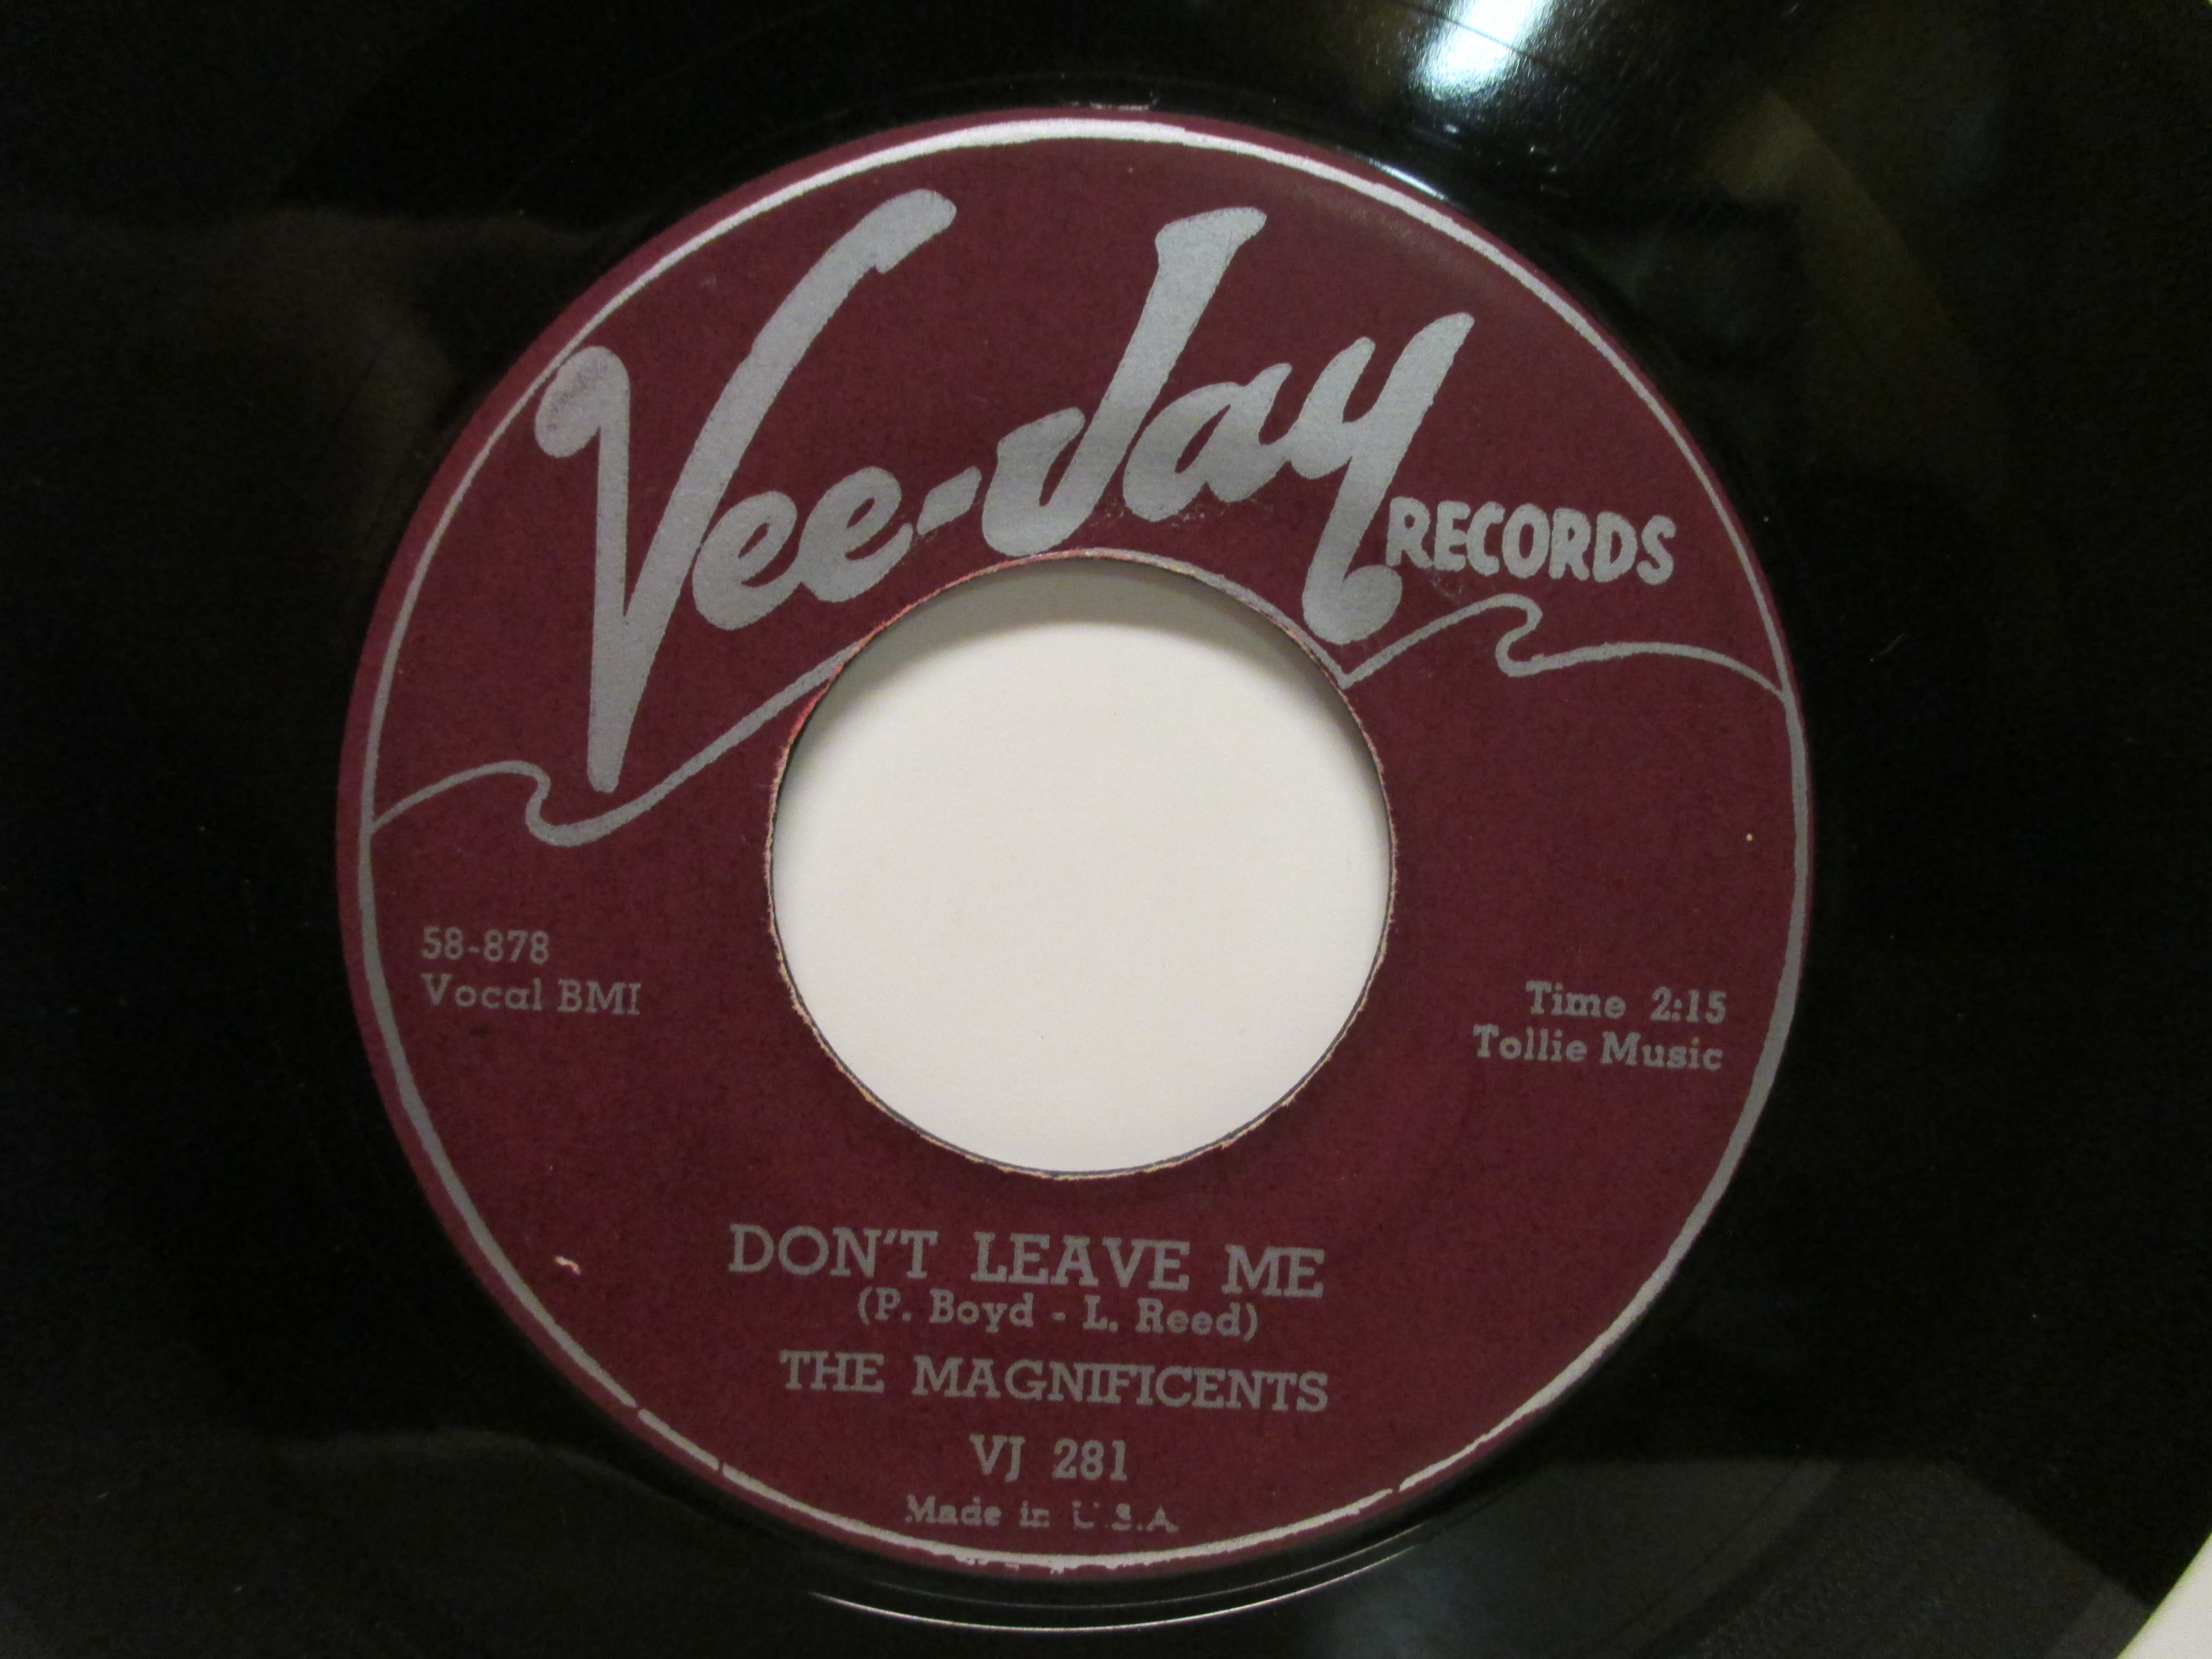 Vee-Jay RECORDS
58-878
Vocal BMI
Time 2:15
Tollie Music
DON'T LEAVE ME
(P. Boyd - L. Reed)
THE MAGNIFICENTS
VJ 281
Made in U.S.A.